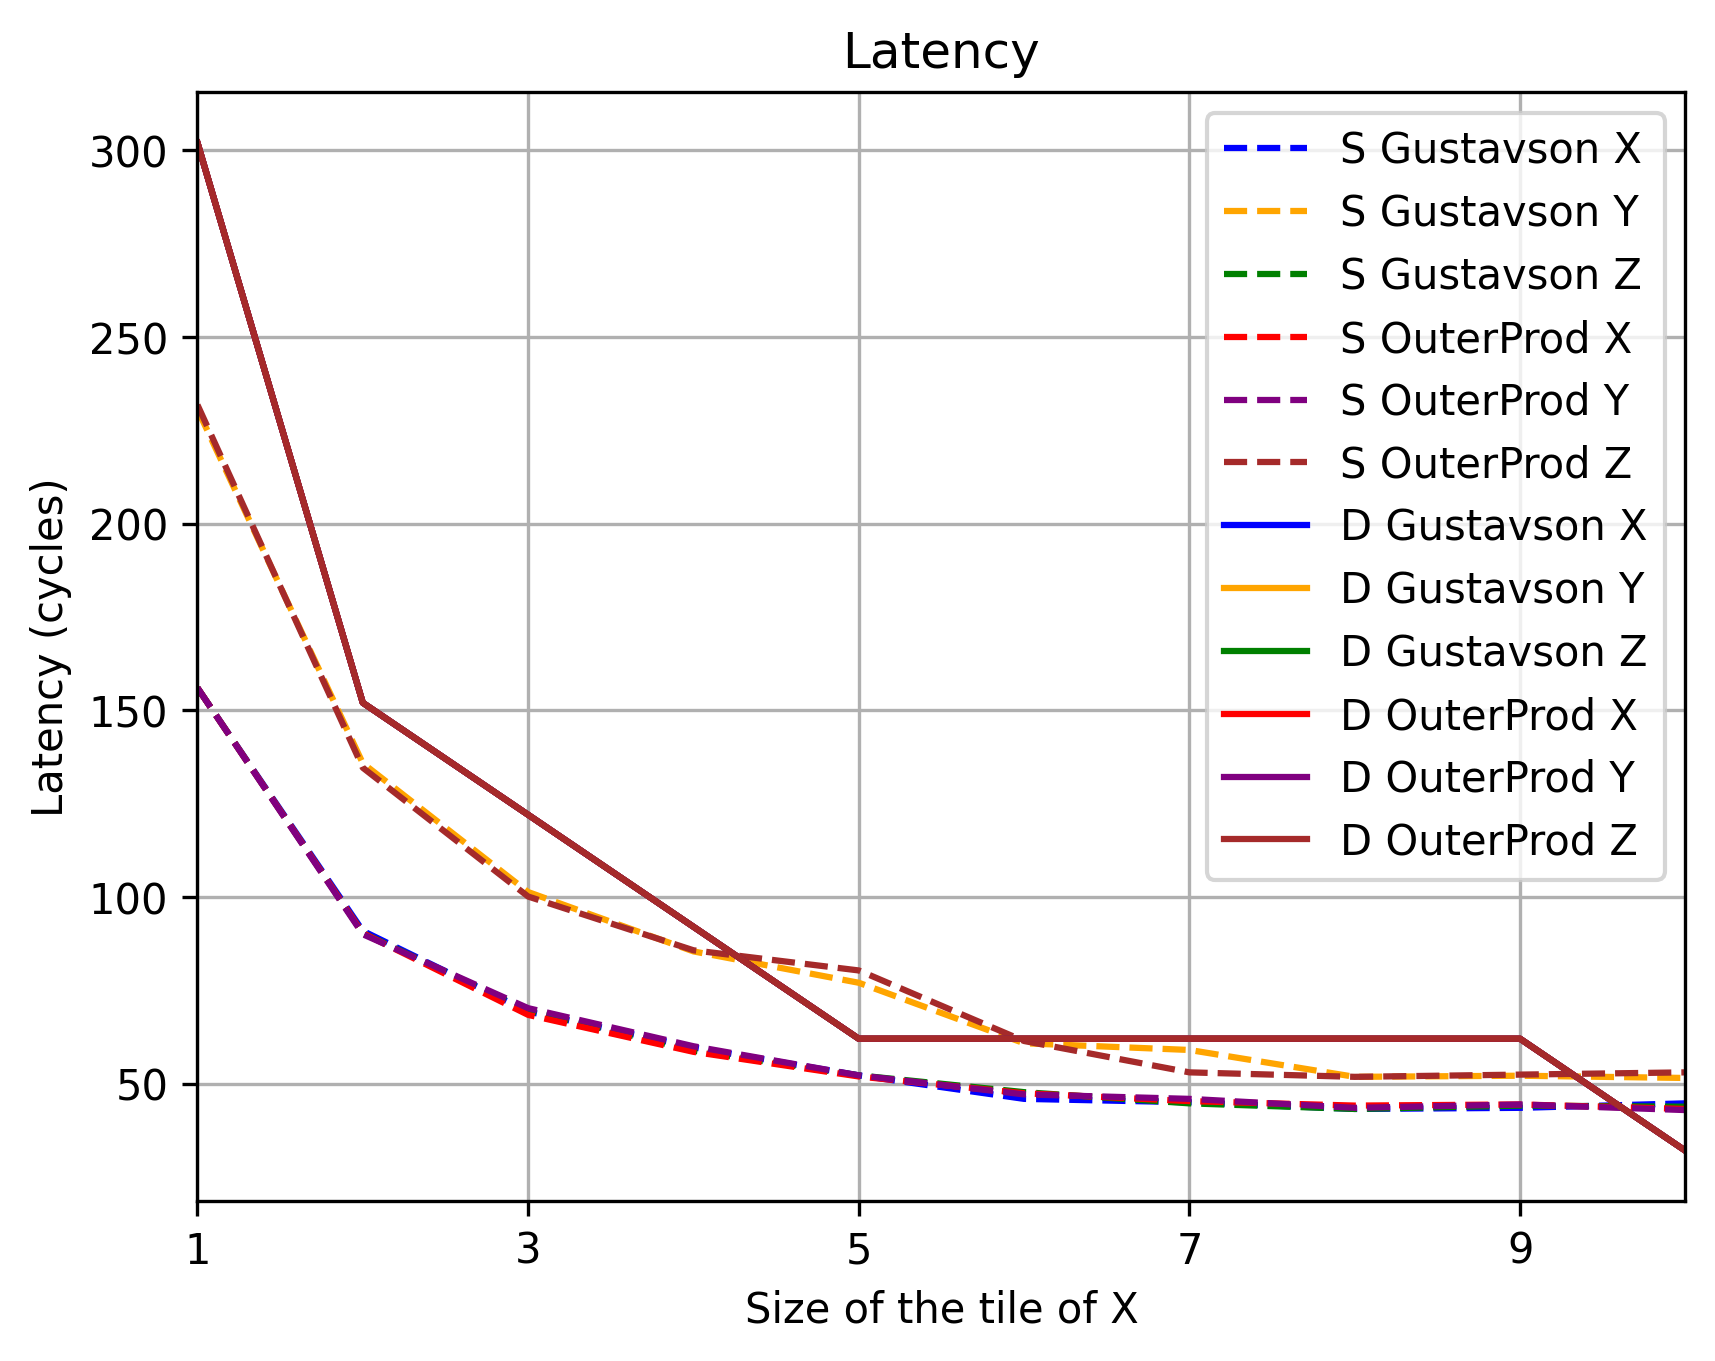 Latency
300
250
200
150
100
50
Latency (cycles)
S Gustavson X
S Gustavson Y
S Gustavson Z
S OuterProd X
S OuterProd Y
S OuterProd Z
D Gustavson X
D Gustavson Y
D Gustavson Z
D OuterProd X
D OuterProd Y
D OuterProd Z
1 3 5 7 9
Size of the tile of X